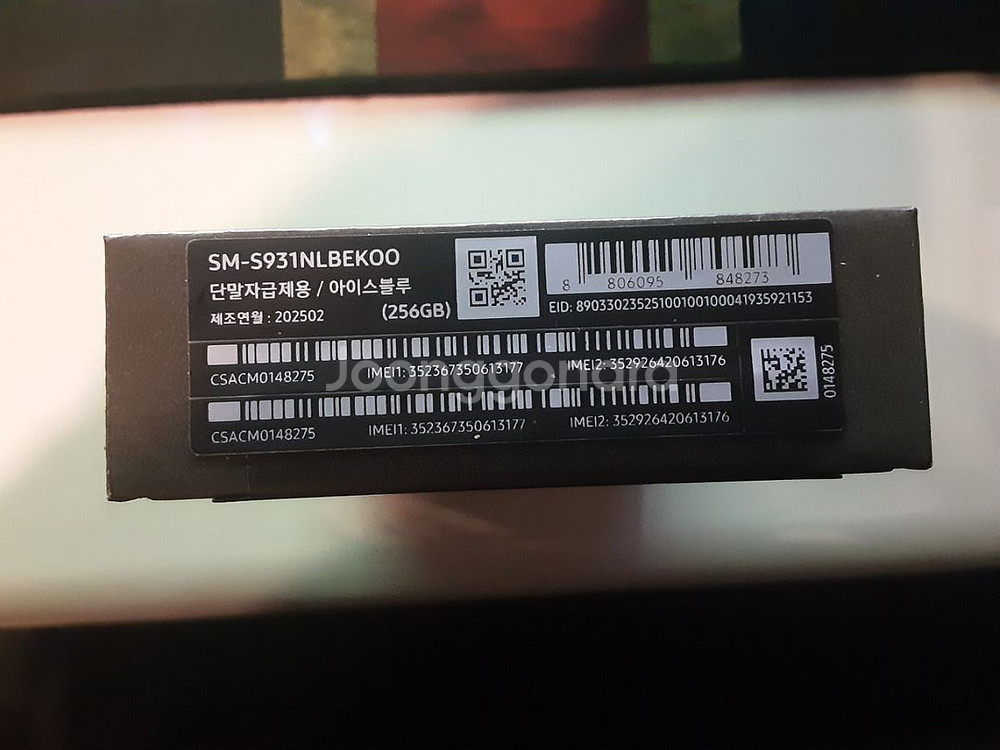 SM-S931NLBEKOO
단말자급제용 / 아이스블루
제조연월 : 202502 (256GB)
8 806095 848273
EID: 89033023525100100100041935921153
CSACM0148275 IMEI1: 352367350613177 IMEI2: 352926420613176
CSACM0148275 IMEI1: 352367350613177 IMEI2: 352926420613176
0148275
Joonggonara